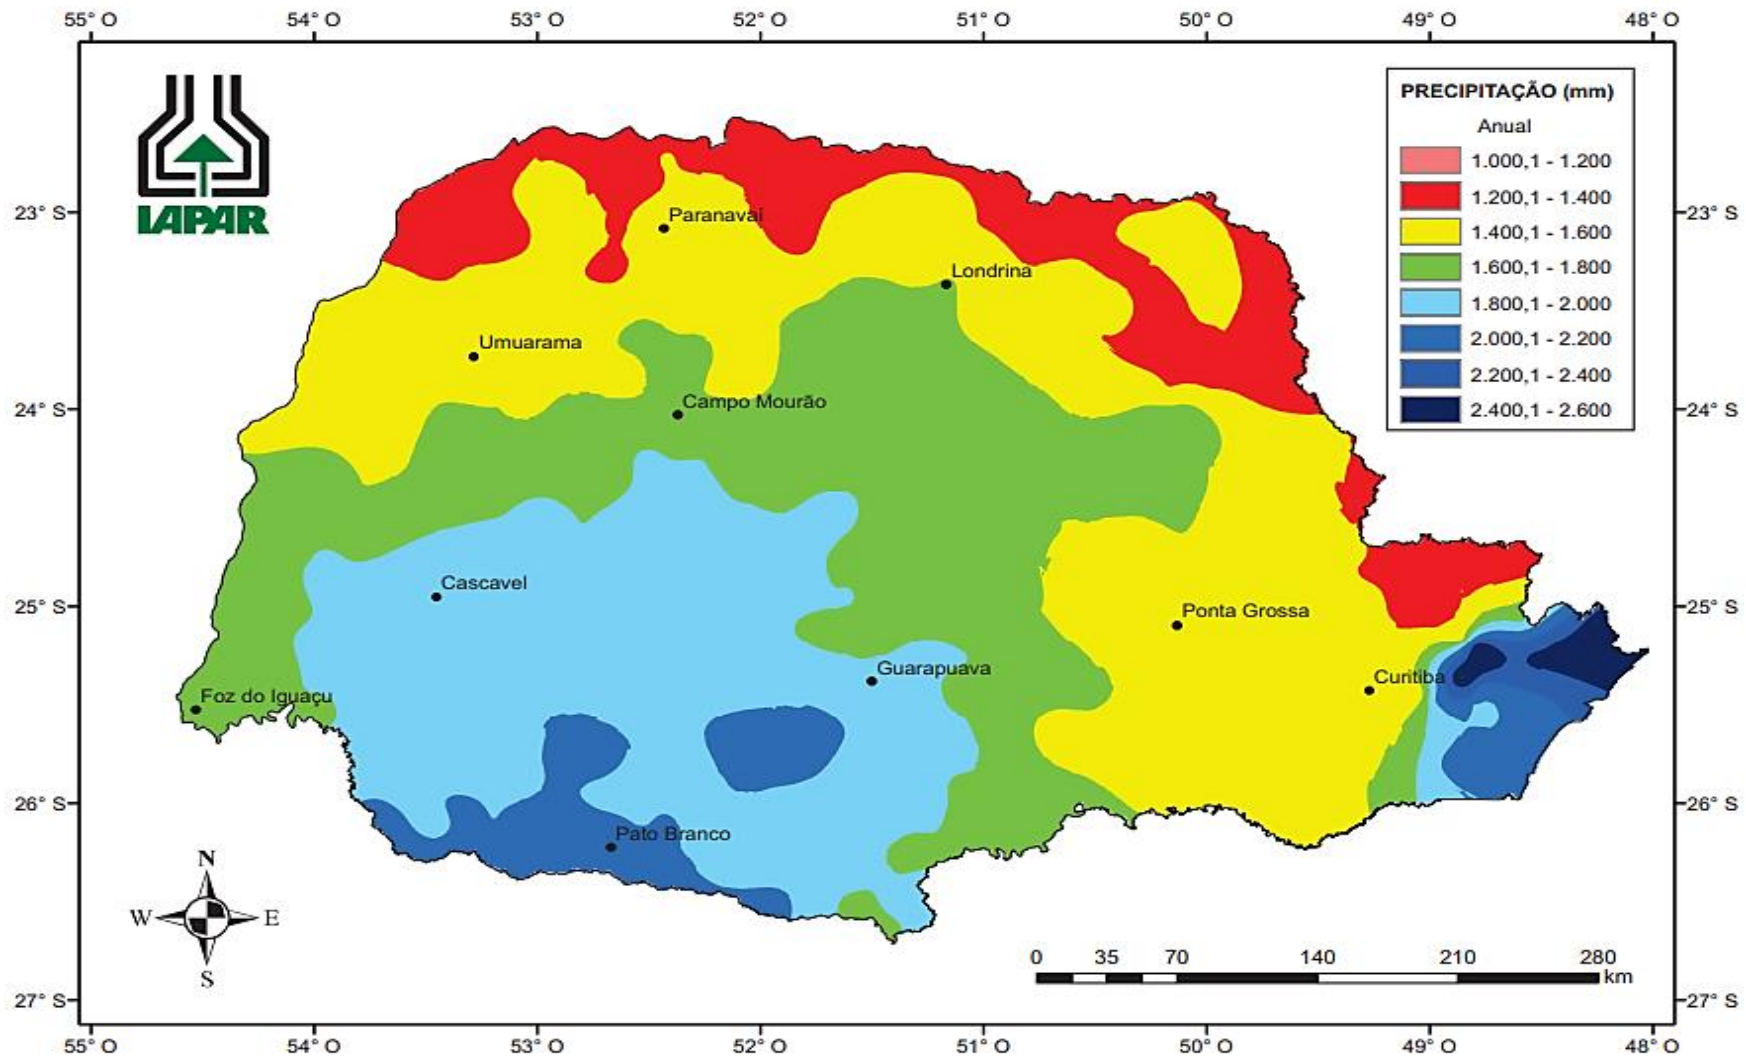 55° O 54° O 53° O 52° O 51° O 50° O 49° O 48° O
PRECIPITAÇÃO (mm)
Anual
1.000,1 - 1.200
1.200,1 - 1.400
1.400,1 - 1.600
1.600,1 - 1.800
1.800,1 - 2.000
2.000,1 - 2.200
2.200,1 - 2.400
2.400,1 - 2.600
IAPAR
23° S 23° S
Paranavaí
Londrina
Umuarama
Campo Mourão
24° S 24° S
Cascavel
25° S 25° S
Ponta Grossa
Guarapuava
Curitiba
Foz do Iguaçu
26° S 26° S
Pato Branco
N
W E
S
0 35 70 140 210 280
km
27° S 27° S
55° O 54° O 53° O 52° O 51° O 50° O 49° O 48° O